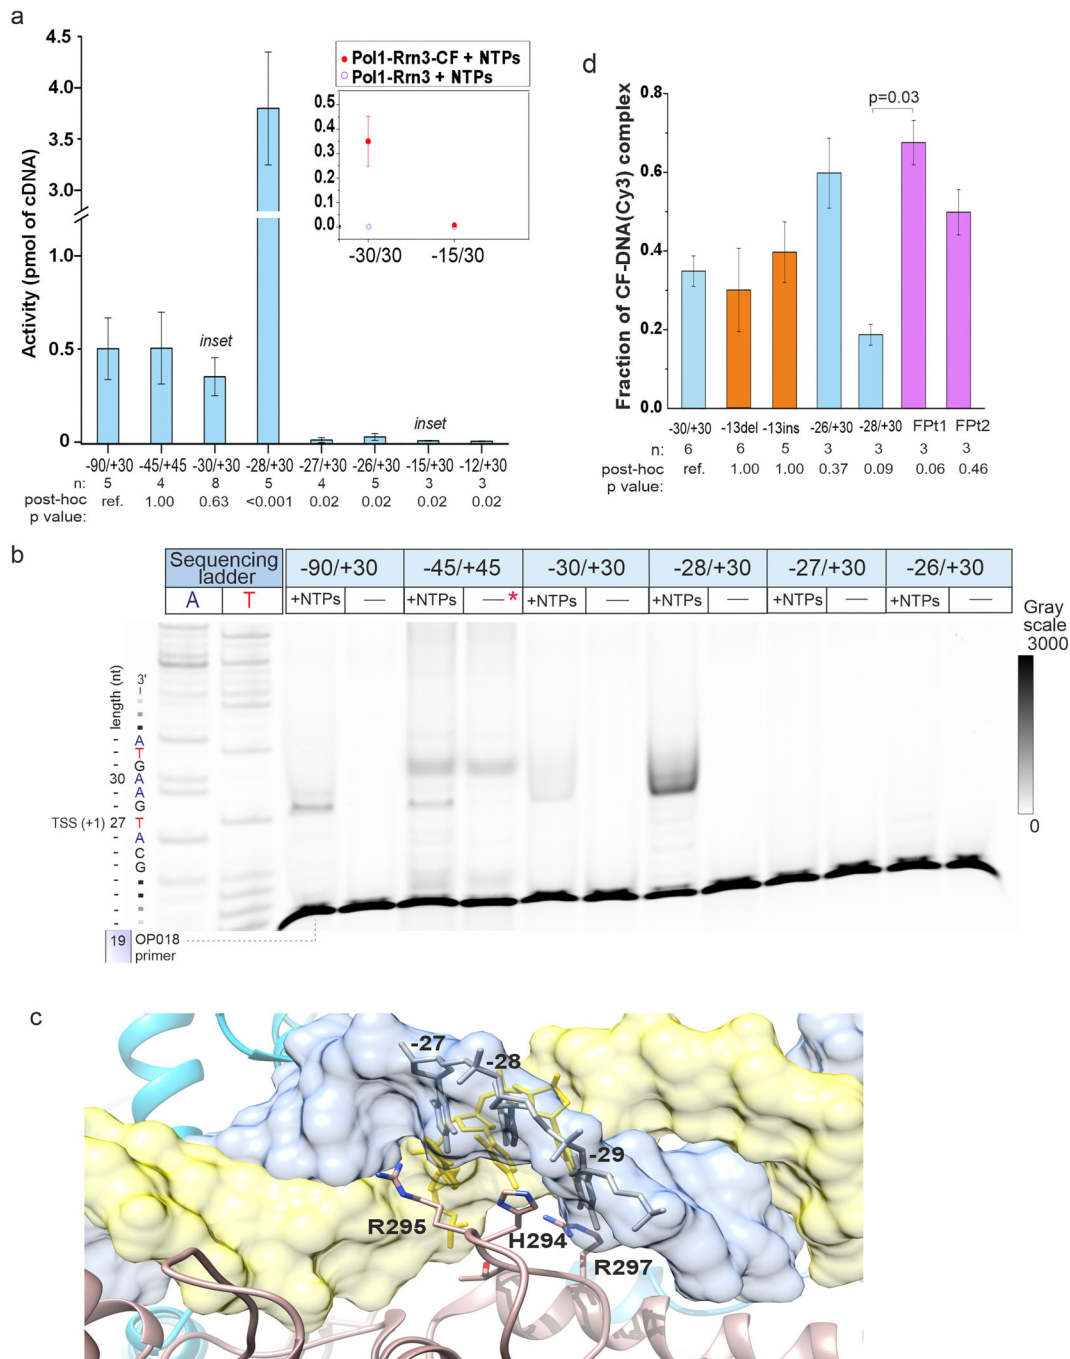 a
4.5
4.0
3.5
3.0
1.0
0.5
0
Activity (pmol of cDNA)
inset
inset
-90/+30 -45/+45 -30/+30 -28/+30 -27/+30 -26/+30 -15/+30 -12/+30
n: 5 4 8 5 4 5 3 3
post-hoc ref. 1.00 0.63 <0.001 0.02 0.02 0.02 0.02
p value:
Pol1-Rrn3-CF + NTPs
Pol1-Rrn3 + NTPs
0.5
0.4
0.3
0.2
0.1
0.0
-30/30 -15/30
d
p=0.03
0.8
0.6
0.4
0.2
0.0
Fraction of CF-DNA(Cy3) complex
-30/+30 -13del -13ins -26/+30 -28/+30 FPt1 FPt2
n: 6 6 5 3 3 3 3
post-hoc ref. 1.00 1.00 0.37 0.09 0.06 0.46
p value:
b
Sequencing
ladder
-90/+30 -45/+45 -30/+30 -28/+30 -27/+30 -26/+30
A T +NTPs — +NTPs — * +NTPs — +NTPs — +NTPs — +NTPs —
Gray
scale
3000
0
length (nt)
3'
A
T
G
30 A
A
G
TSS (+1) 27 T
A
C
G
19 OP018
primer
c
-27
-28
-29
R295
H294
R297